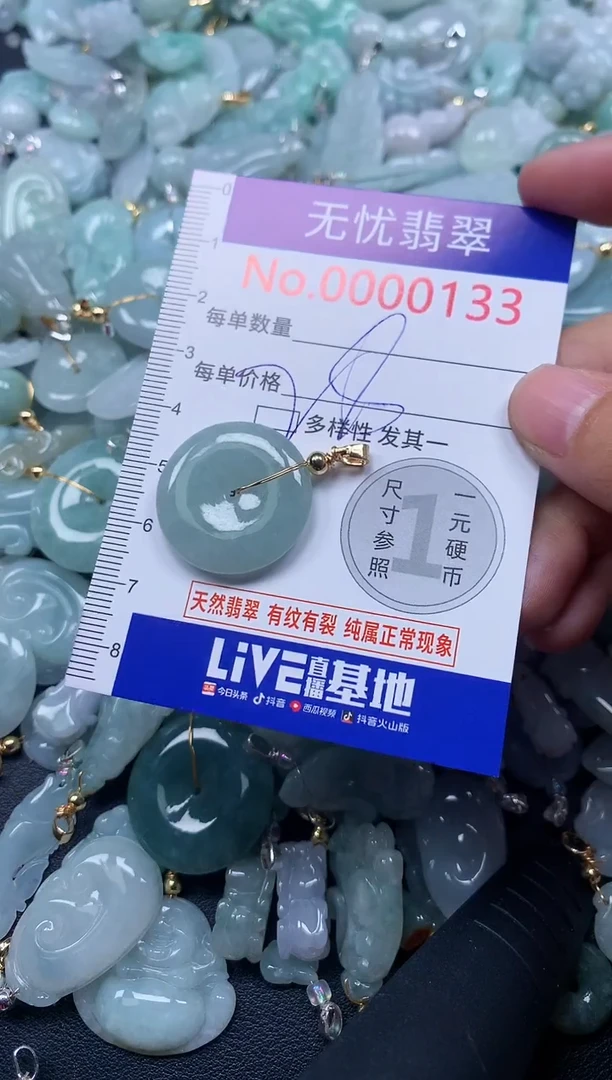 0
无忧翡翠
1
No.0000133
2
每单数量
3
每单价格
4
多样性 发其一
5
尺寸参照
1
一元硬币
6
7
天然翡翠 有纹有裂 纯属正常现象
8
LiVE直播基地
今日头条 抖音 西瓜视频 抖音火山版